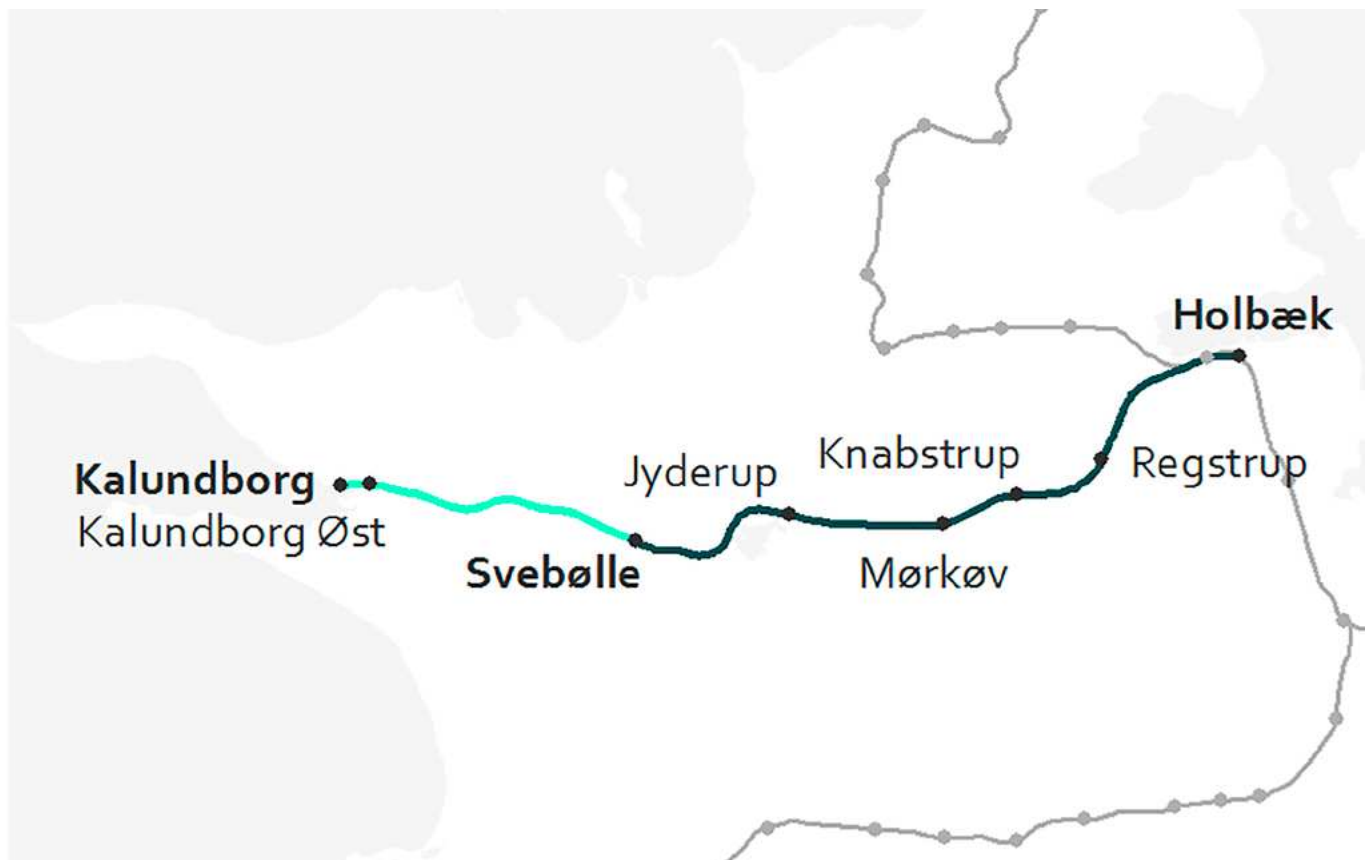 Holbæk
Knabstrup
Jyderup
Regstrup
Kalundborg
Kalundborg Øst
Svebølle
Mørkøv